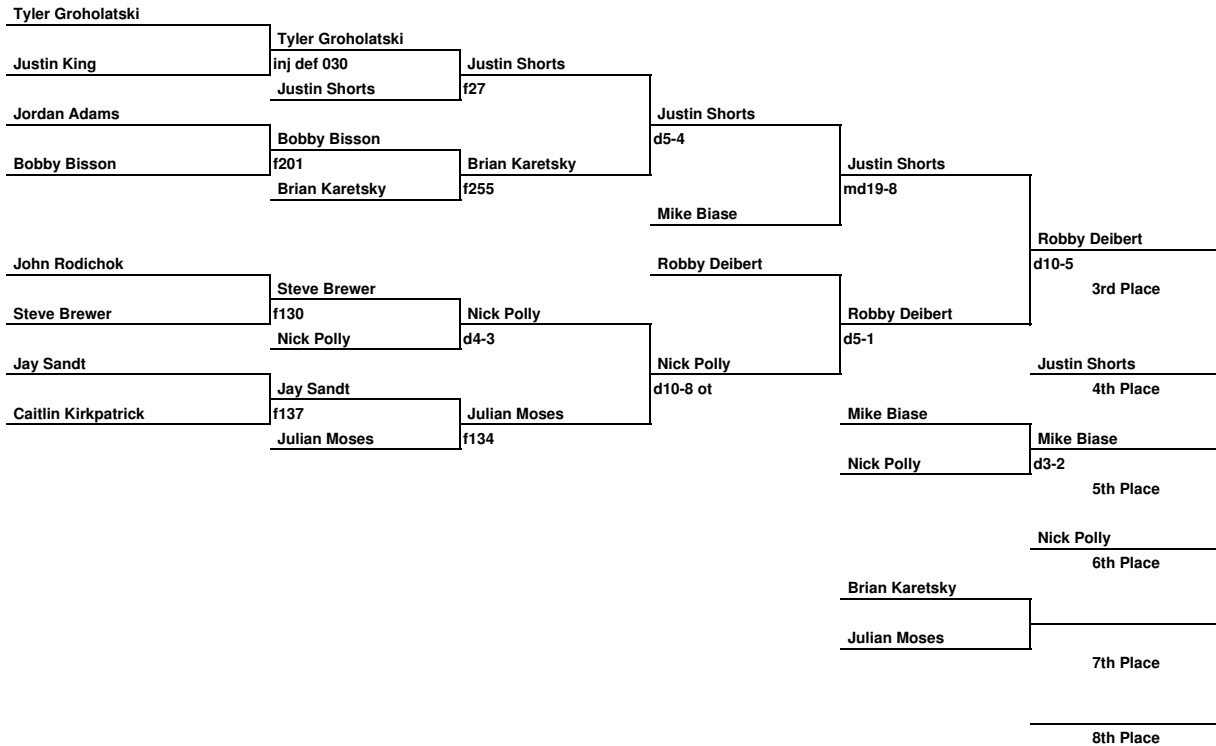 Tyler Groholatski
Tyler Groholatski
Justin King
inj def 030
Justin Shorts
Justin Shorts
f27
Jordan Adams
Justin Shorts
Bobby Bisson
d5-4
Bobby Bisson
f201
Brian Karetsky
Justin Shorts
Brian Karetsky
f255
md19-8
Mike Biase
Robby Deibert
John Rodichok
Robby Deibert
d10-5
Steve Brewer
3rd Place
Steve Brewer
f130
Nick Polly
Robby Deibert
Nick Polly
d4-3
d5-1
Jay Sandt
Nick Polly
Justin Shorts
Jay Sandt
d10-8 ot
4th Place
Caitlin Kirkpatrick
f137
Julian Moses
Mike Biase
Julian Moses
f134
Mike Biase
Nick Polly
d3-2
5th Place
Nick Polly
6th Place
Brian Karetsky
Julian Moses
7th Place
8th Place